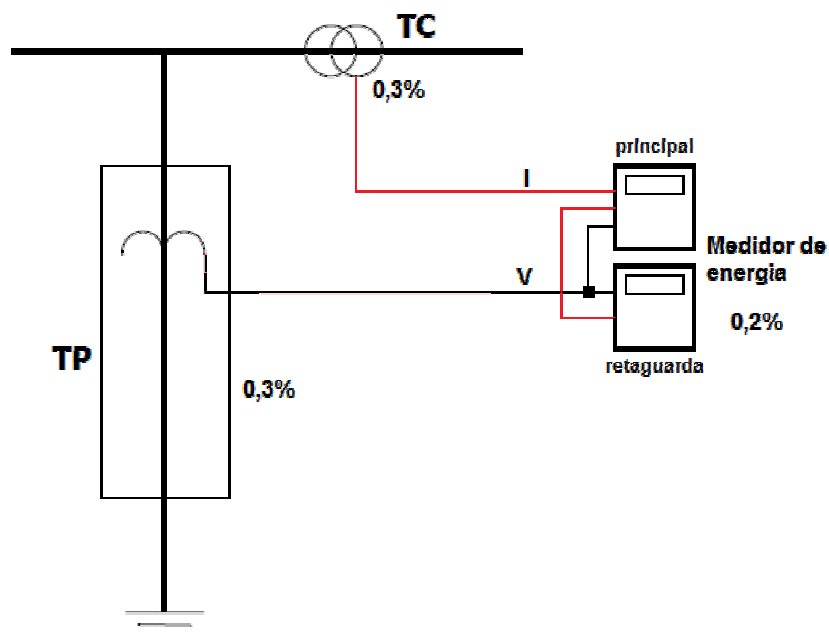 TC
0,3%
principal
I
Medidor de
energia
V
0,2%
TP
retaguarda
0,3%